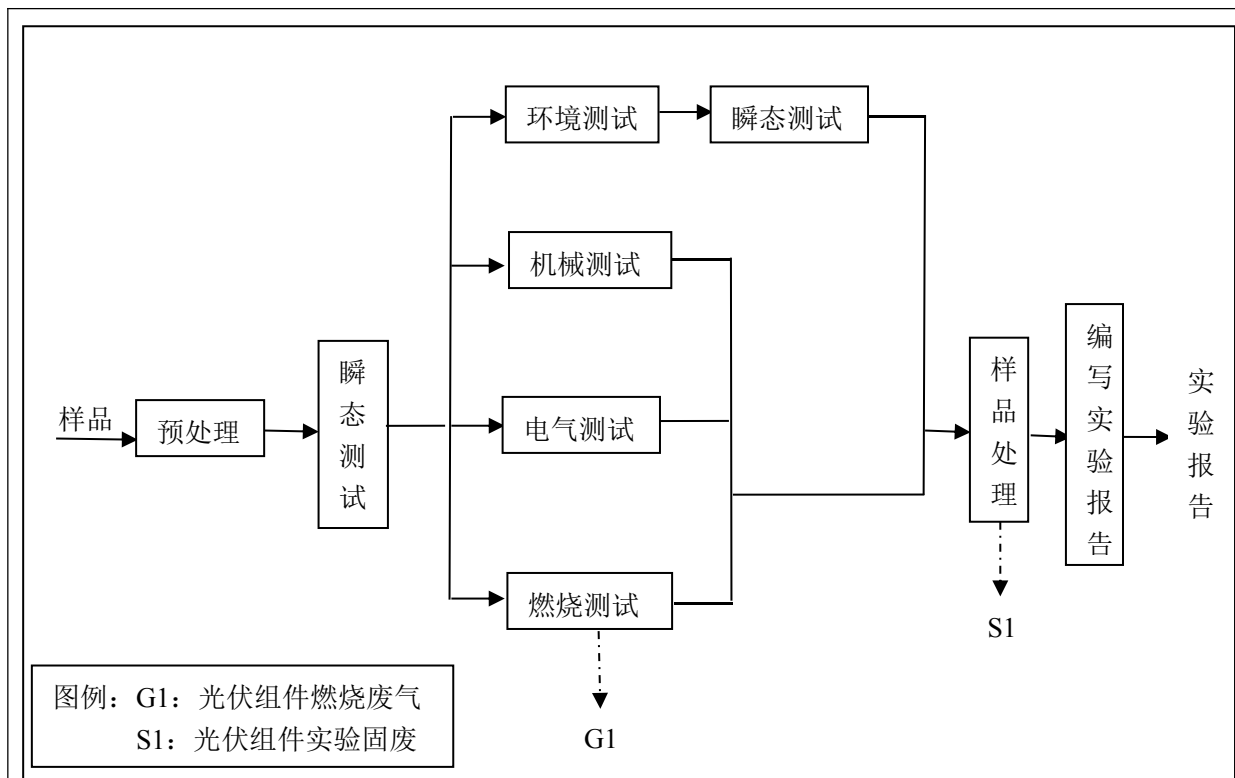 环境测试
瞬态测试
机械测试
样品
预处理
瞬态测试
电气测试
燃烧测试
样品处理
编写实验报告
实验报告
S1
G1
图例：G1：光伏组件燃烧废气
S1：光伏组件实验固废